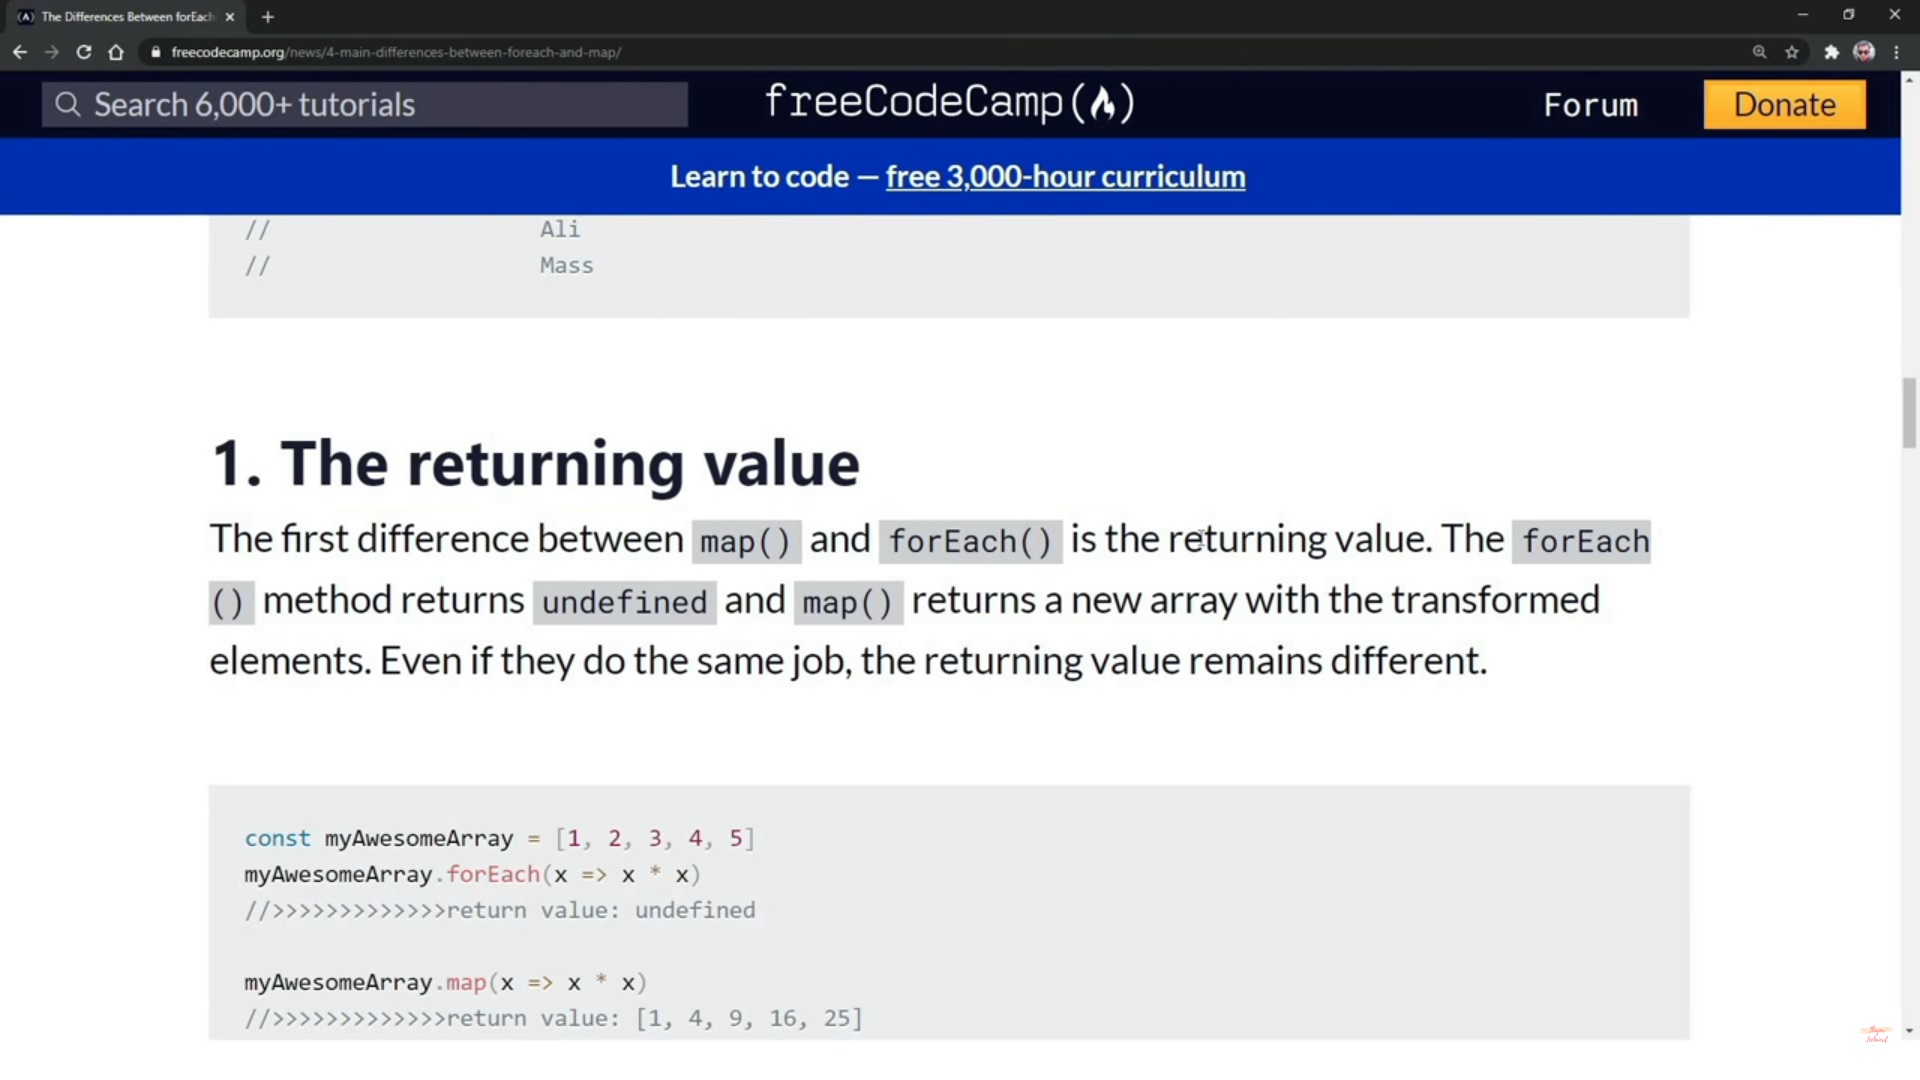 The Differences Between forEach
freecodecamp.org/news/4-main-differences-between-foreach-and-map/
Search 6,000+ tutorials
freeCodeCamp
Forum
Donate
Learn to code — free 3,000-hour curriculum
// Ali
// Mass
1. The returning value
The first difference between map() and forEach() is the returning value. The forEach
() method returns undefined and map() returns a new array with the transformed
elements. Even if they do the same job, the returning value remains different.
const myAwesomeArray = [1, 2, 3, 4, 5]
myAwesomeArray.forEach(x => x * x)
//>>>>>>>>>>>>>return value: undefined
myAwesomeArray.map(x => x * x)
//>>>>>>>>>>>>>return value: [1, 4, 9, 16, 25]